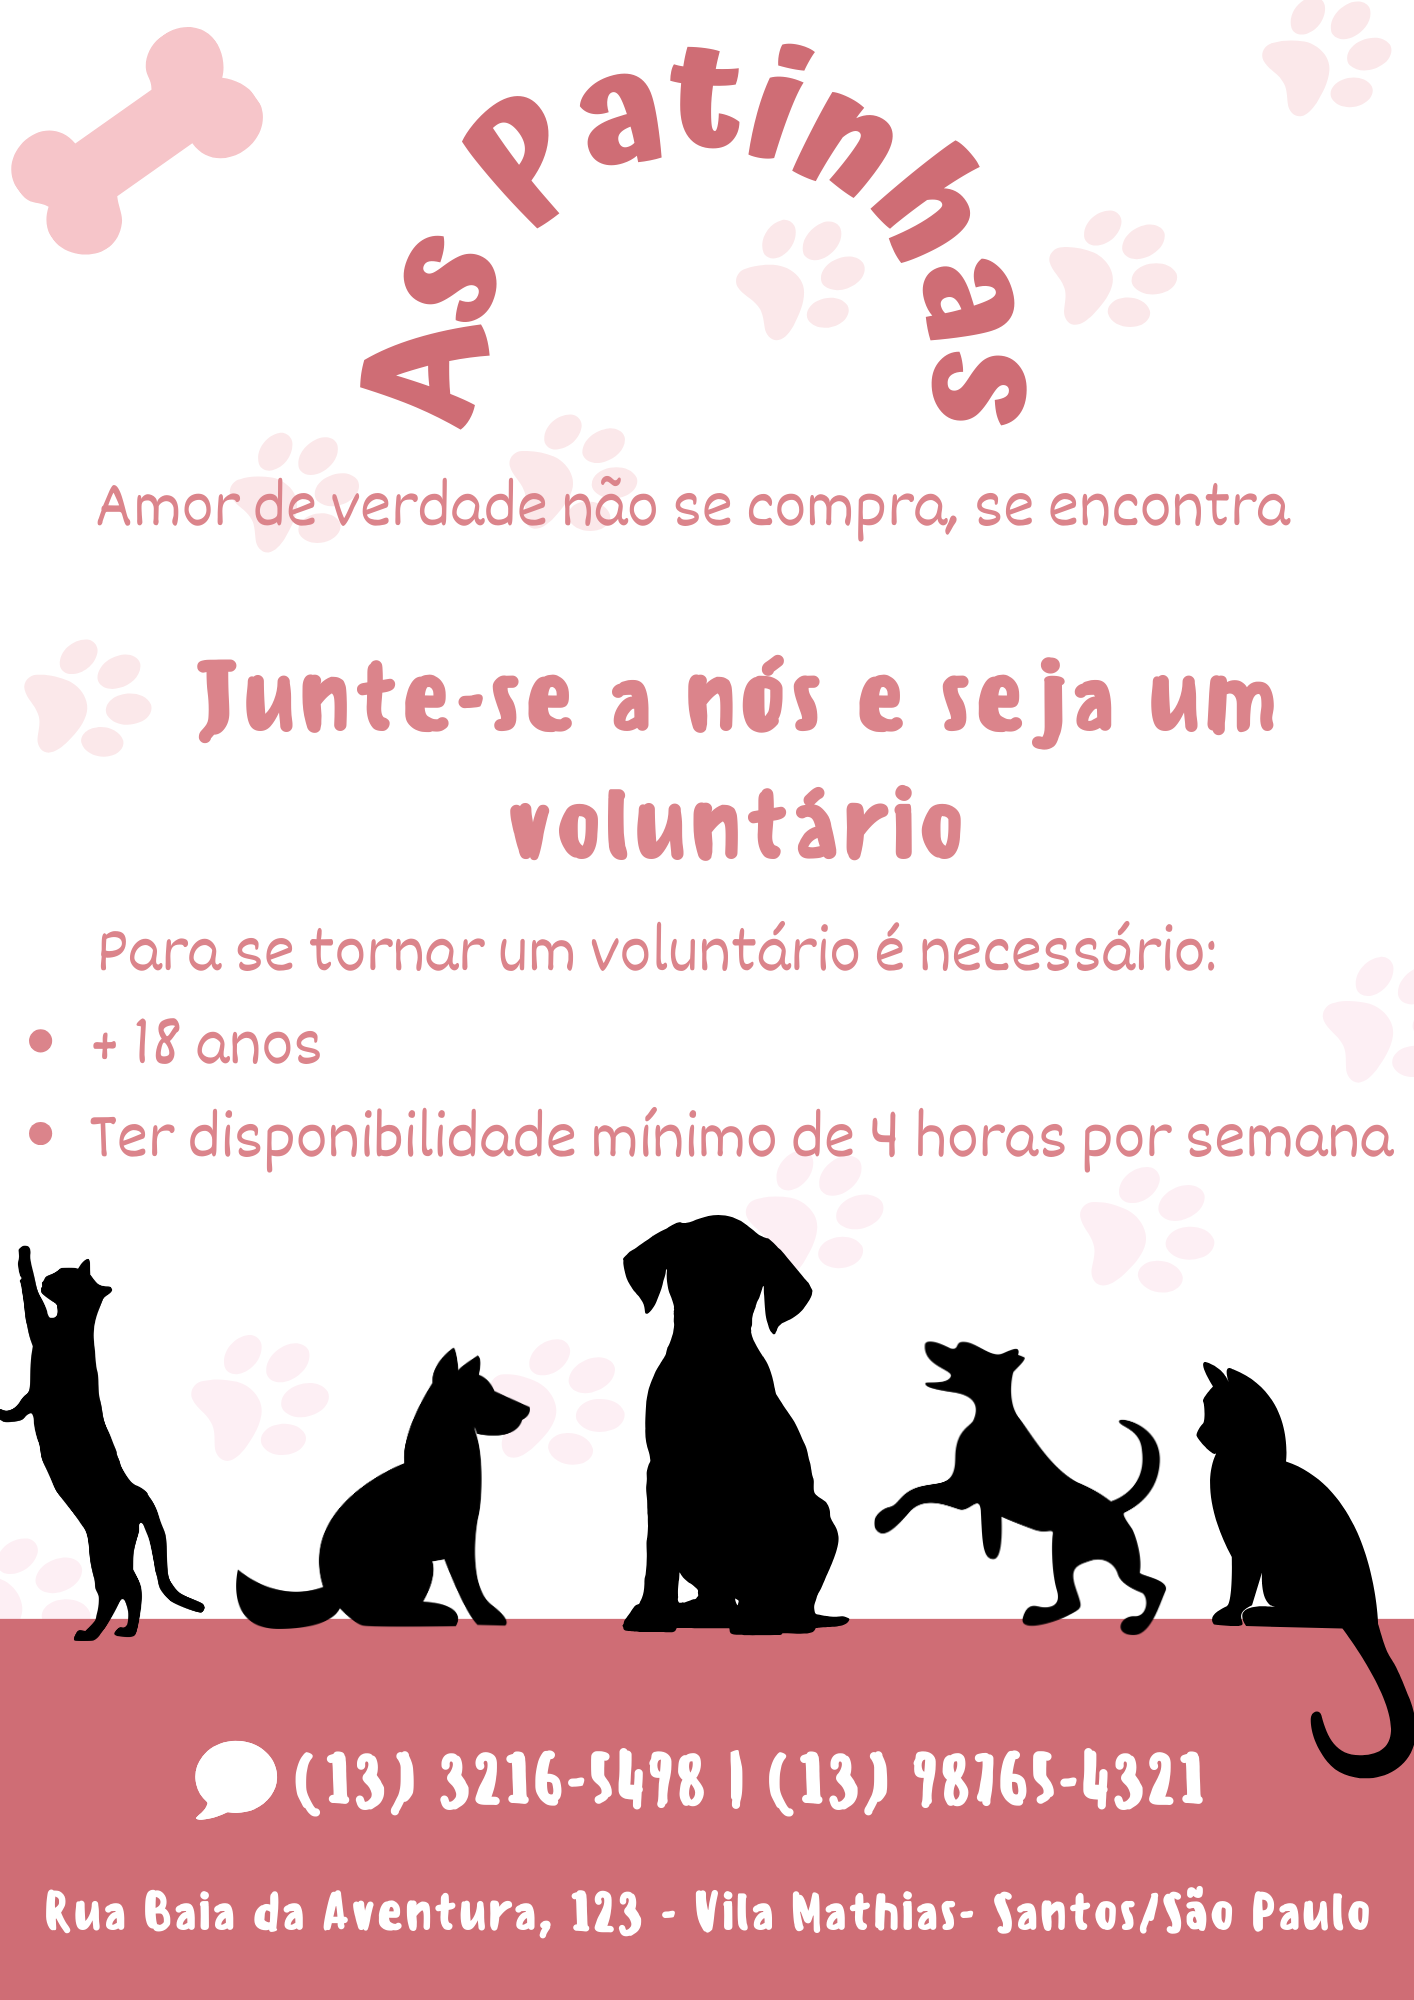 As Patinhas
Amor de verdade não se compra, se encontra
Junte-se a nós e seja um
voluntário
Para se tornar um voluntário é necessário:
• + 18 anos
• Ter disponibilidade mínimo de 4 horas por semana
(13) 3216-5498 | (13) 98765-4321
Rua Baia da Aventura, 123 - Vila Mathias- Santos/São Paulo